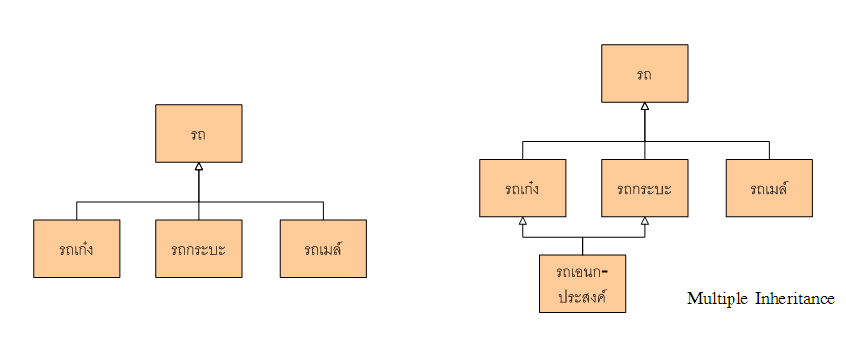 รถ
รถเก๋ง
รถกระบะ
รถเมล์
รถ
รถเก๋ง
รถกระบะ
รถเมล์
รถเอนก-
ประสงค์
Multiple Inheritance